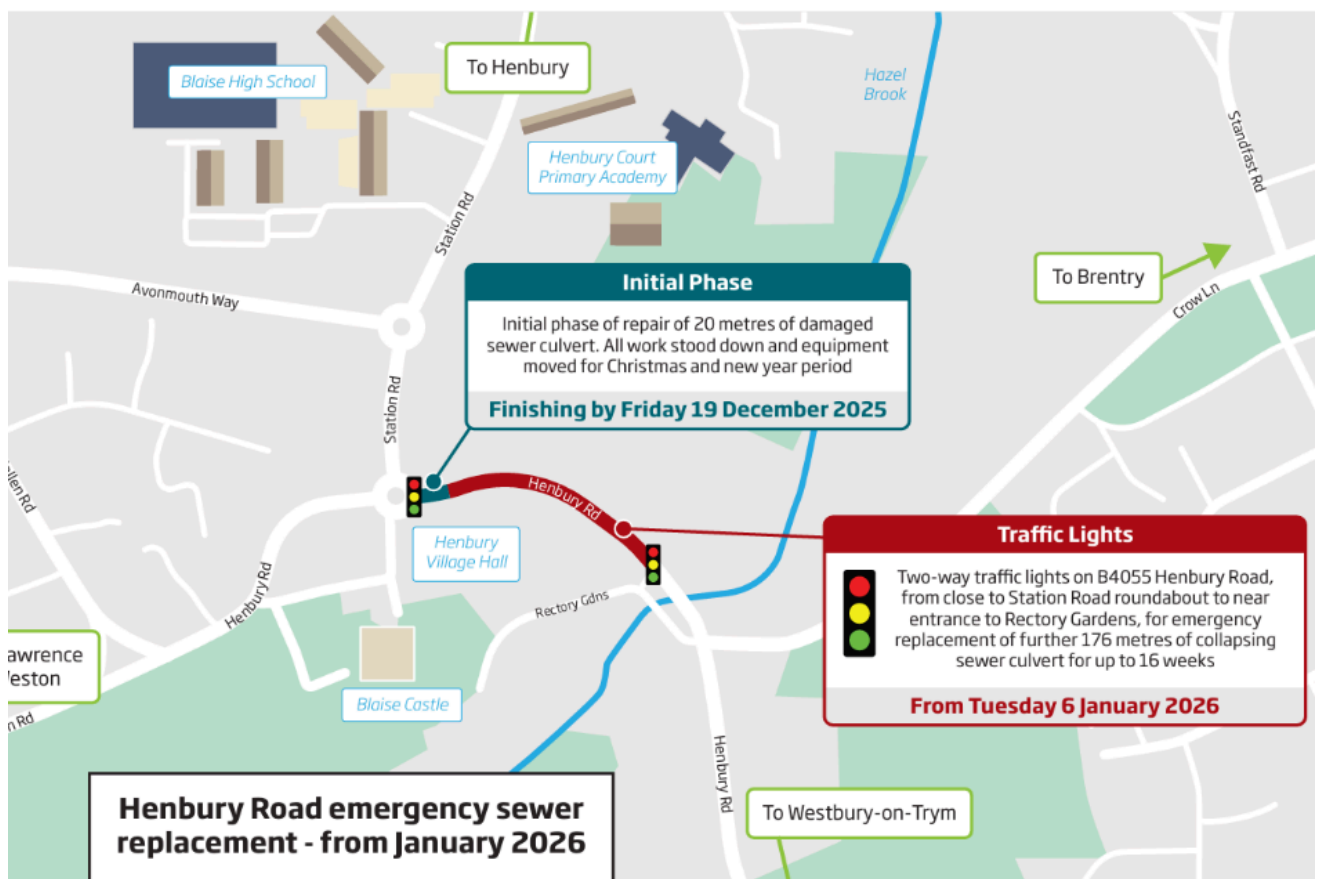 To Henbury
Blaise High School
Hazel
Brook
Henbury Court
Primary Academy
Standfast Rd
Station Rd
To Brentry
Crow Ln
Avonmouth Way
Initial Phase
Initial phase of repair of 20 metres of damaged
sewer culvert. All work stood down and equipment
moved for Christmas and new year period
Finishing by Friday 19 December 2025
Station Rd
Henbury Rd
Henbury
Village Hall
Traffic Lights
Two-way traffic lights on B4055 Henbury Road,
from close to Station Road roundabout to near
entrance to Rectory Gardens, for emergency
replacement of further 176 metres of collapsing
sewer culvert for up to 16 weeks
From Tuesday 6 January 2026
Henbury Rd
Rectory Gdns
awrence
eston
Blaise Castle
n Rd
Henbury Rd
To Westbury-on-Trym
Henbury Road emergency sewer
replacement - from January 2026